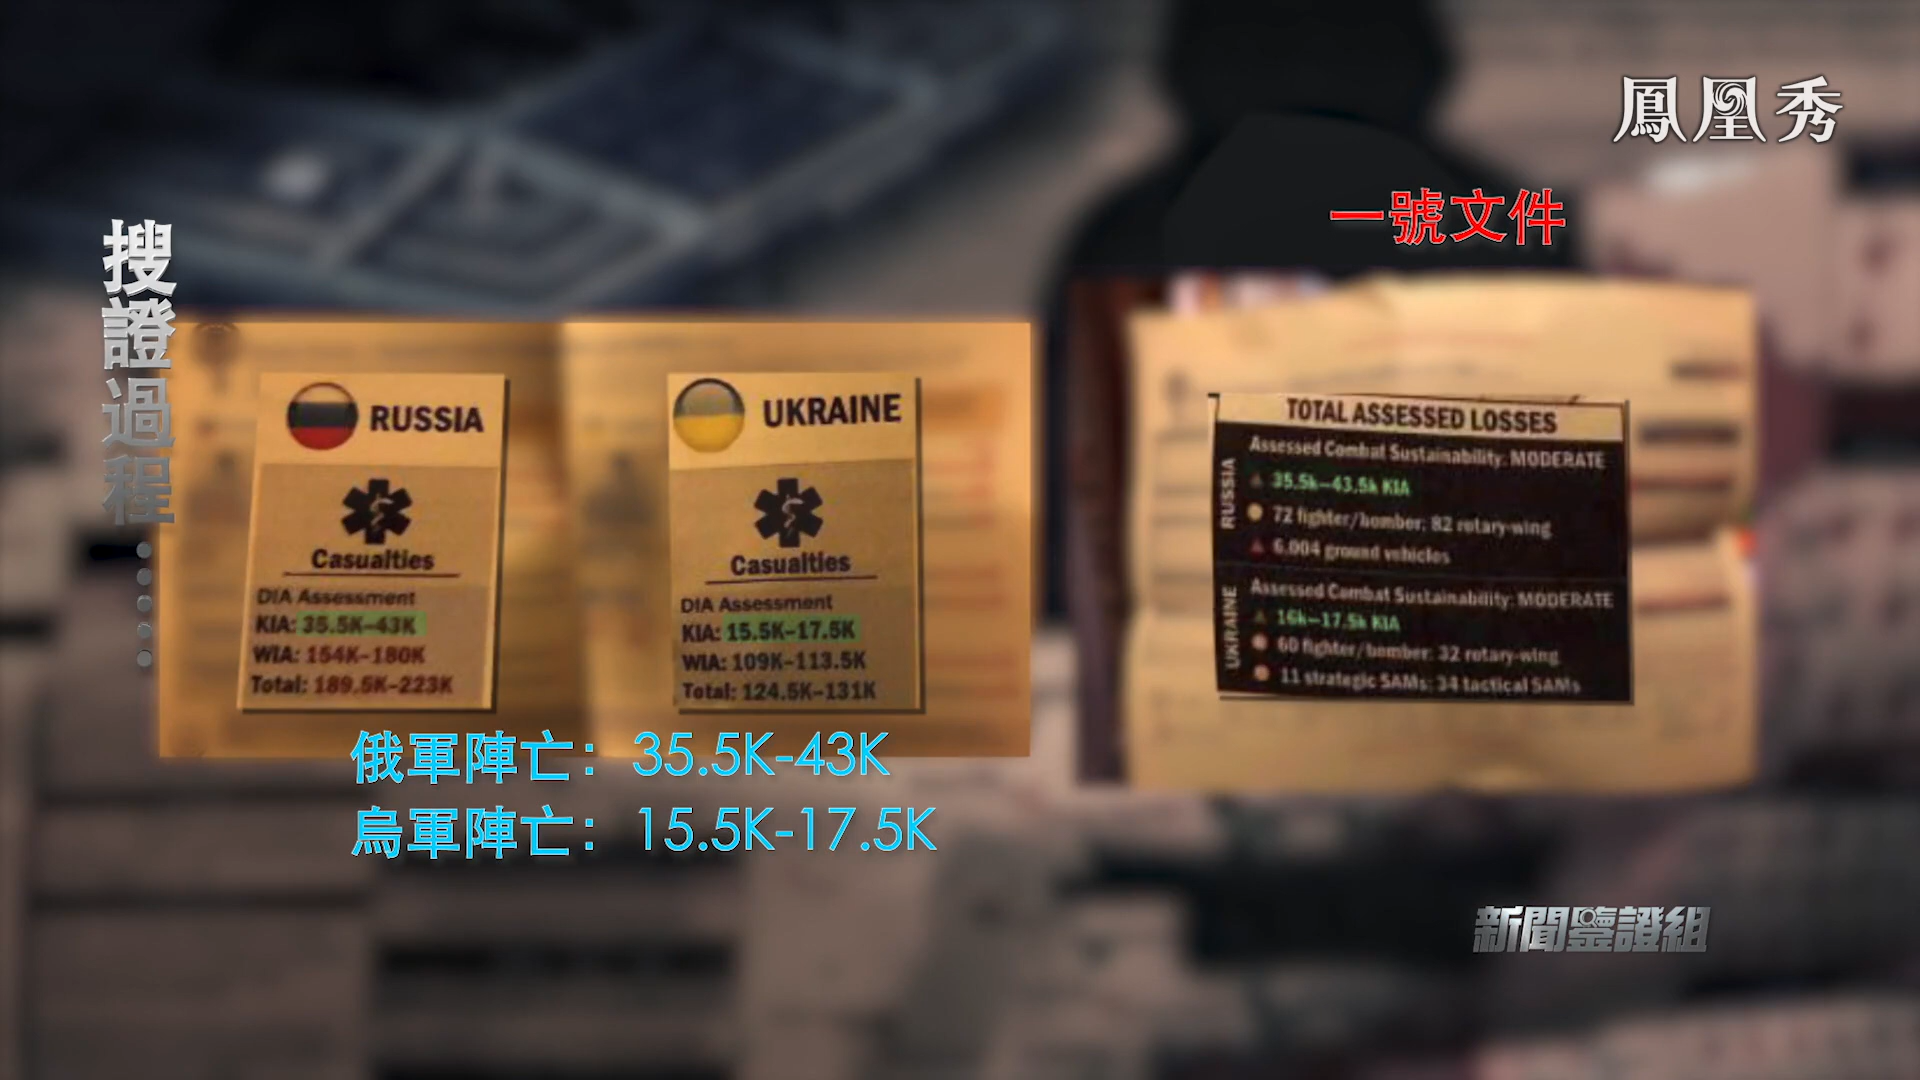 鳳凰秀
一號文件
搜證過程......
RUSSIA
Casualties
DIA Assessment
KIA: 35.5K–43K
WIA: 154K–180K
Total: 189.5K–223K
UKRAINE
Casualties
DIA Assessment
KIA: 15.5K–17.5K
WIA: 109K–113.5K
Total: 124.5K–131K
TOTAL ASSESSED LOSSES
RUSSIA
Assessed Combat Sustainability: MODERATE
35.5k–43.5k KIA
72 fighter/bomber; 82 rotary-wing
6,004 ground vehicles
UKRAINE
Assessed Combat Sustainability: MODERATE
16k–17.5k KIA
60 fighter/bomber; 32 rotary-wing
11 strategic SAMs; 34 tactical SAMs
俄軍陣亡：35.5K-43K
烏軍陣亡：15.5K-17.5K
新聞鑒證組